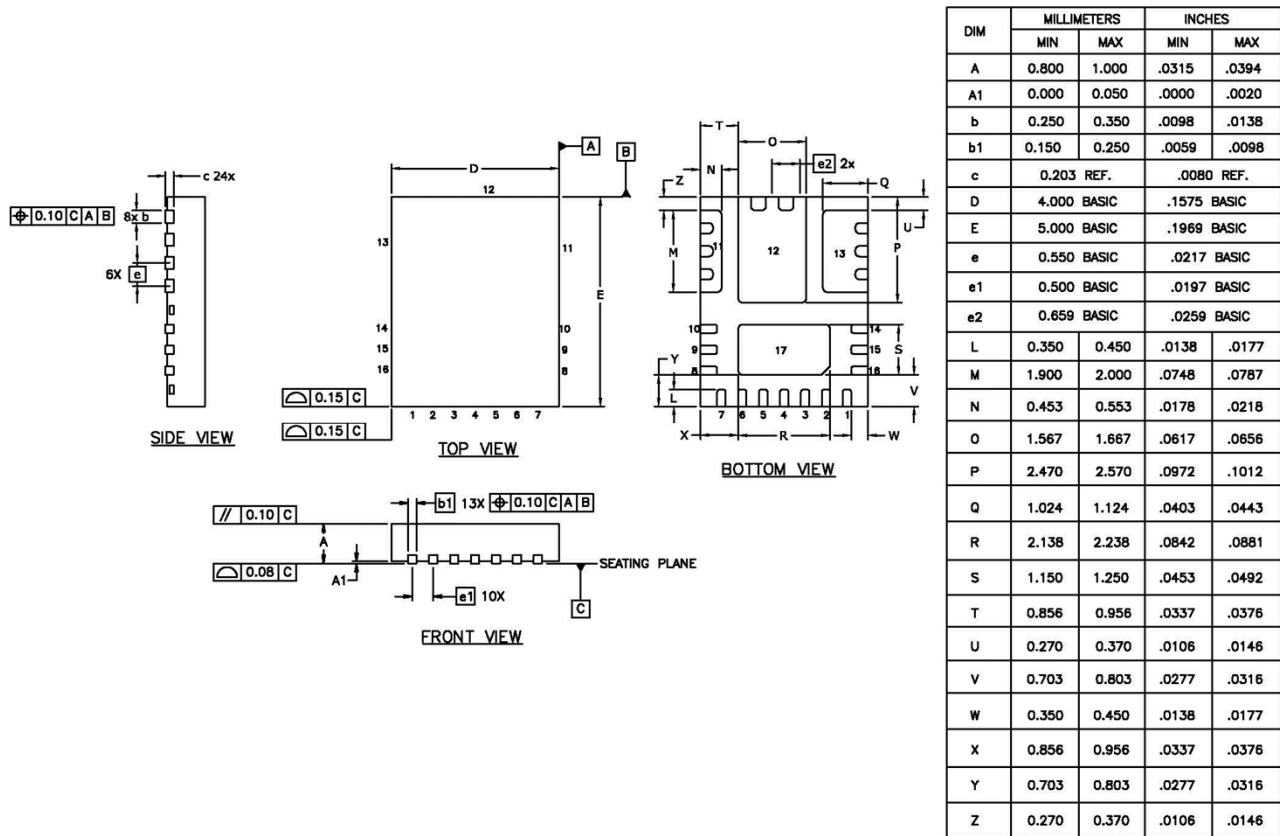 c 24x
⌖ 0.10 C A B
8x b
6X e
SIDE VIEW
D
A
B
12
13
11
E
14
10
15
9
16
8
⌓ 0.15 C
⌓ 0.15 C
1 2 3 4 5 6 7
TOP VIEW
T
O
e2 2x
N
Z
Q
U
11
12
13
M
P
10
14
9
17
15
S
8
16
Y
L
V
7 6 5 4 3 2 1
X
R
W
BOTTOM VIEW
b1 13X ⌖ 0.10 C A B
// 0.10 C
A
⌓ 0.08 C
A1
SEATING PLANE
e1 10X
C
FRONT VIEW
DIM MILLIMETERS INCHES
MIN MAX MIN MAX
A 0.800 1.000 .0315 .0394
A1 0.000 0.050 .0000 .0020
b 0.250 0.350 .0098 .0138
b1 0.150 0.250 .0059 .0098
c 0.203 REF. .0080 REF.
D 4.000 BASIC .1575 BASIC
E 5.000 BASIC .1969 BASIC
e 0.550 BASIC .0217 BASIC
e1 0.500 BASIC .0197 BASIC
e2 0.659 BASIC .0259 BASIC
L 0.350 0.450 .0138 .0177
M 1.900 2.000 .0748 .0787
N 0.453 0.553 .0178 .0218
O 1.567 1.667 .0617 .0656
P 2.470 2.570 .0972 .1012
Q 1.024 1.124 .0403 .0443
R 2.138 2.238 .0842 .0881
S 1.150 1.250 .0453 .0492
T 0.856 0.956 .0337 .0376
U 0.270 0.370 .0106 .0146
V 0.703 0.803 .0277 .0316
W 0.350 0.450 .0138 .0177
X 0.856 0.956 .0337 .0376
Y 0.703 0.803 .0277 .0316
Z 0.270 0.370 .0106 .0146